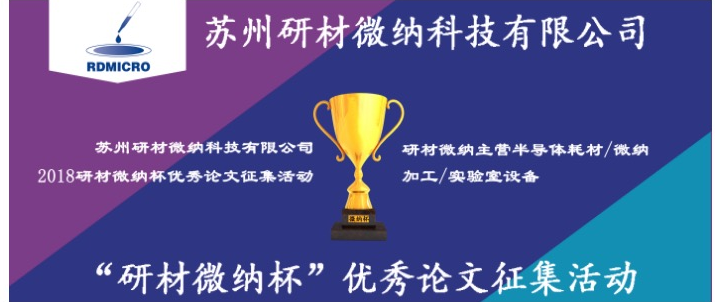 RDMICRO
苏州研材微纳科技有限公司
苏州研材微纳科技有限公司
2018研材微纳杯优秀论文征集活动
研材微纳主营半导体耗材/微纳
加工/实验室设备
微纳杯
“研材微纳杯”优秀论文征集活动